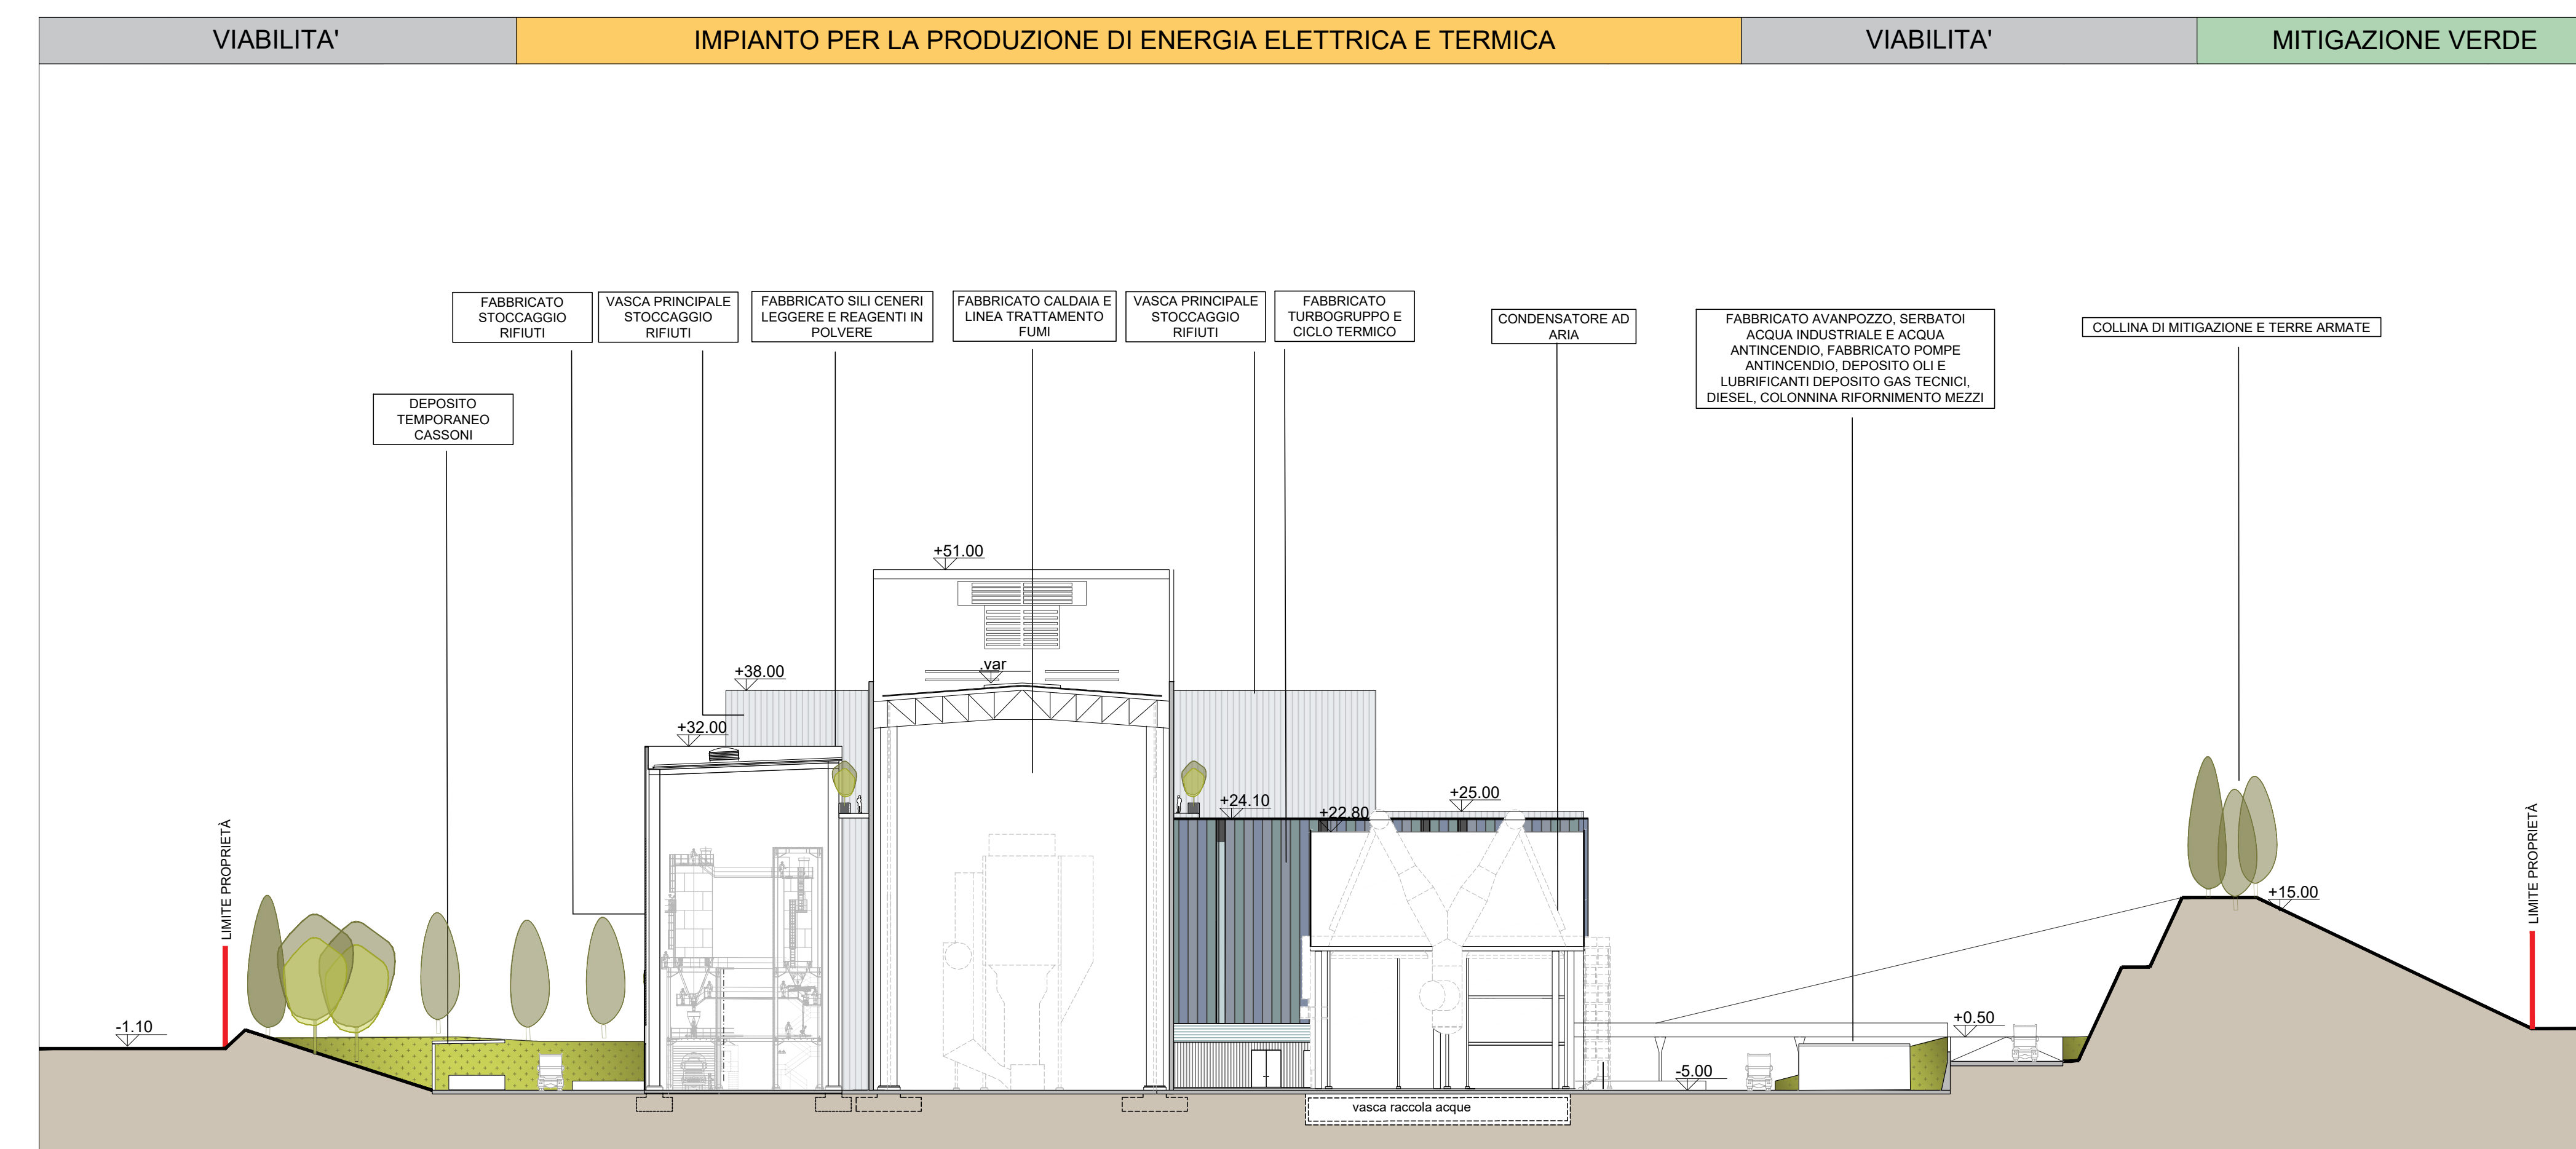 VIABILITA'
IMPIANTO PER LA PRODUZIONE DI ENERGIA ELETTRICA E TERMICA
VIABILITA'
MITIGAZIONE VERDE
FABBRICATO
STOCCAGGIO
RIFIUTI
VASCA PRINCIPALE
STOCCAGGIO
RIFIUTI
FABBRICATO SILI CENERI
LEGGERE E REAGENTI IN
POLVERE
FABBRICATO CALDAIA E
LINEA TRATTAMENTO
FUMI
VASCA PRINCIPALE
STOCCAGGIO
RIFIUTI
FABBRICATO
TURBOGRUPPO E
CICLO TERMICO
CONDENSATORE AD
ARIA
FABBRICATO AVANPOZZO, SERBATOI
ACQUA INDUSTRIALE E ACQUA
ANTINCENDIO, FABBRICATO POMPE
ANTINCENDIO, DEPOSITO OLI E
LUBRIFICANTI DEPOSITO GAS TECNICI,
DIESEL, COLONNINA RIFORNIMENTO MEZZI
COLLINA DI MITIGAZIONE E TERRE ARMATE
DEPOSITO
TEMPORANEO
CASSONI
+51.00
.var
+38.00
+32.00
+24.10
+22.80
+25.00
LIMITE PROPRIETÀ
LIMITE PROPRIETÀ
+15.00
-1.10
+0.50
-5.00
vasca raccola acque